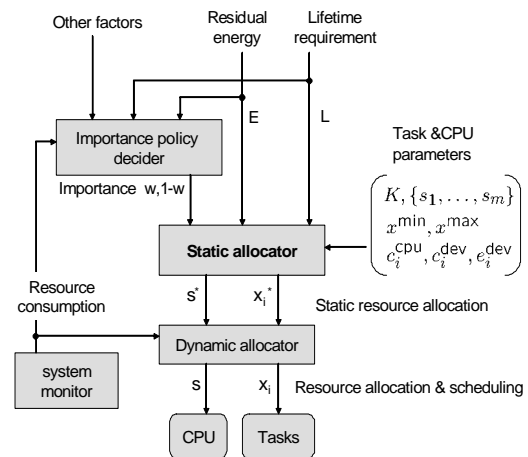 Other factors
Residual
energy
Lifetime
requirement
E
L
Importance policy
decider
Importance w,1-w
Task &CPU
parameters
K, {s₁, . . . , sₘ}
x^min, x^max
c_i^cpu, c_i^dev, e_i^dev
Static allocator
Resource
consumption
s*
x_i*
Static resource allocation
Dynamic allocator
system
monitor
s
x_i
Resource allocation & scheduling
CPU
Tasks